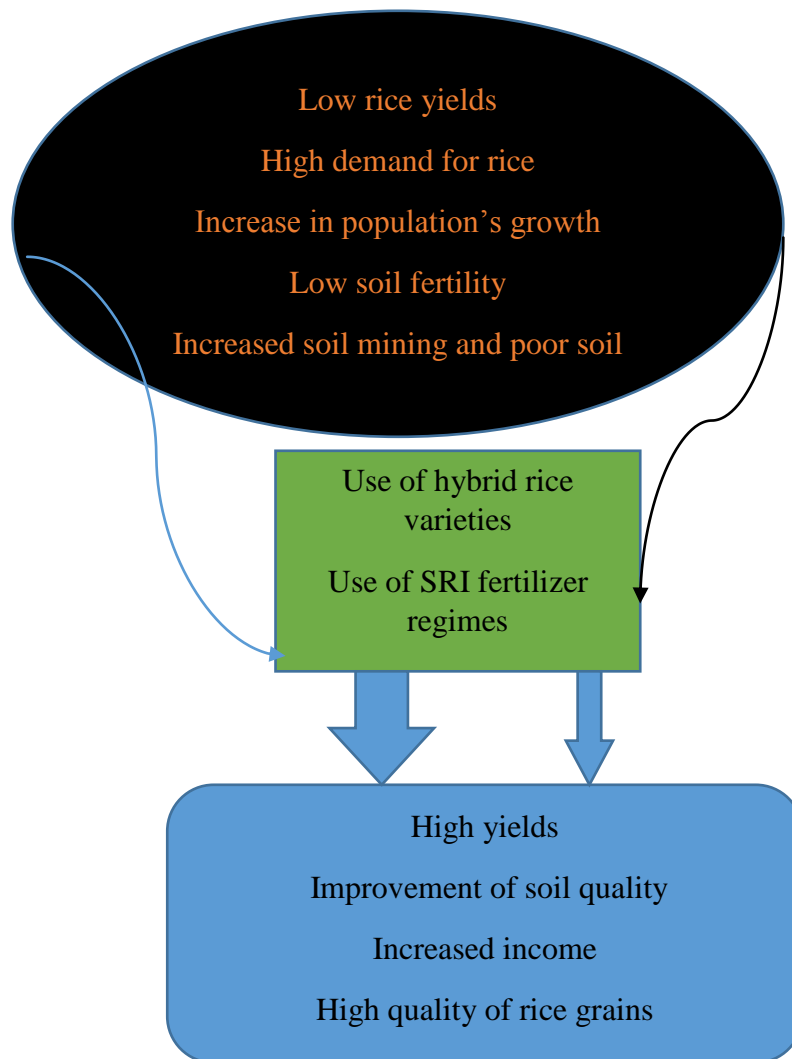 Low rice yields
High demand for rice
Increase in population’s growth
Low soil fertility
Increased soil mining and poor soil
Use of hybrid rice
varieties
Use of SRI fertilizer
regimes
High yields
Improvement of soil quality
Increased income
High quality of rice grains